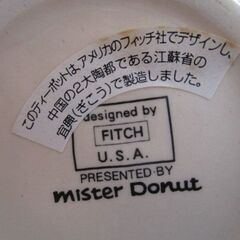 このティーポットは、アメリカのフィッチ社でデザインし、
中国の2大陶都である江蘇省の
宜興(ぎこう)で製造しました。
designed by
FITCH
U.S.A.
PRESENTED BY
mister Donut